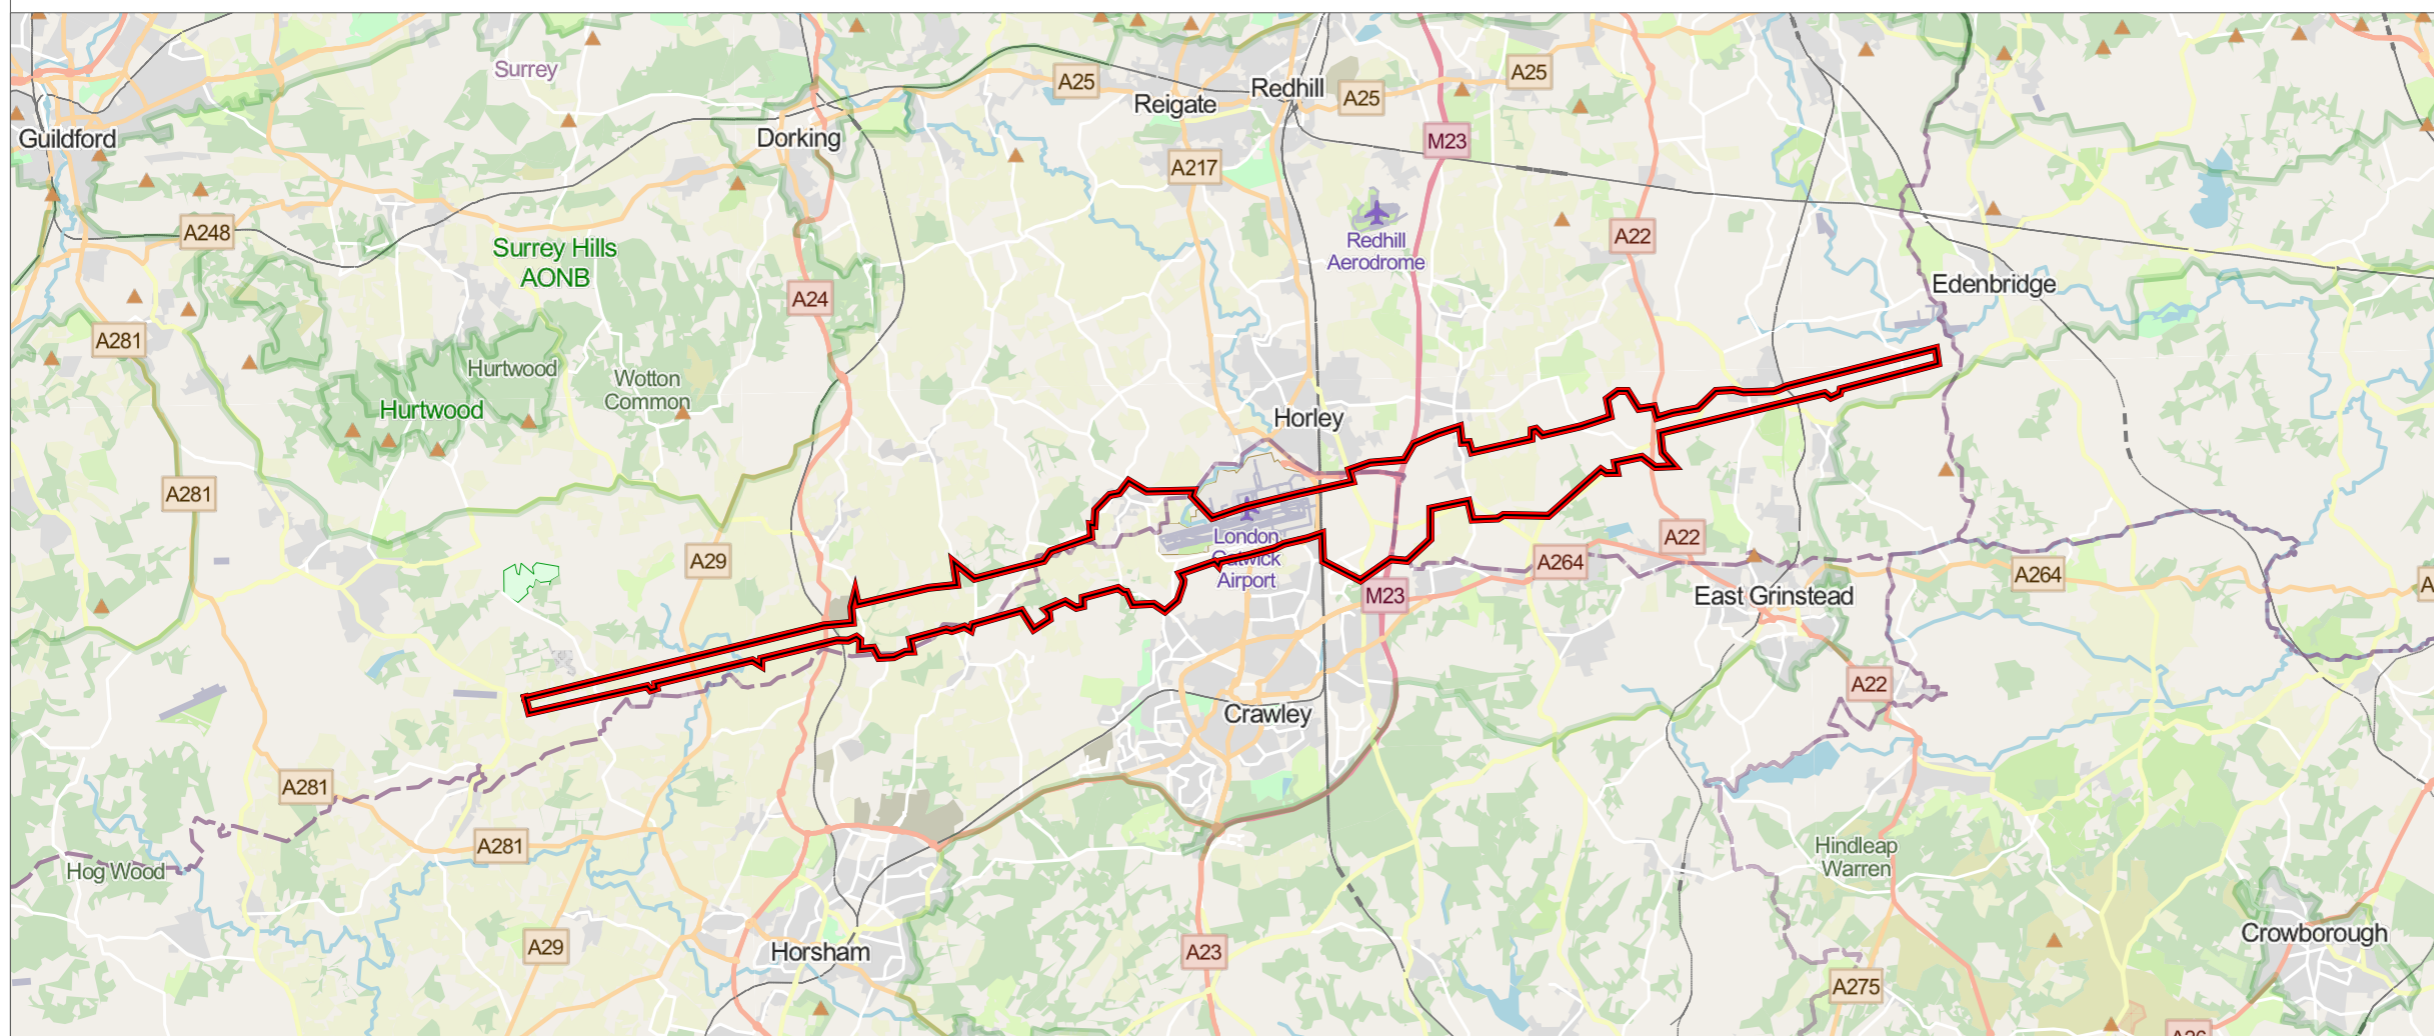 Surrey
A25
A25
A25
Redhill
Reigate
Guildford
Dorking
M23
A217
A248
Surrey Hills
AONB
Redhill
Aerodrome
A22
Edenbridge
A24
A281
Hurtwood
Wotton
Common
Hurtwood
Horley
A281
A29
London
Gatwick
Airport
A22
A264
A264
M23
East Grinstead
A22
Crawley
A281
A281
Hog Wood
Hindleap
Warren
A29
Horsham
A23
Crowborough
A275